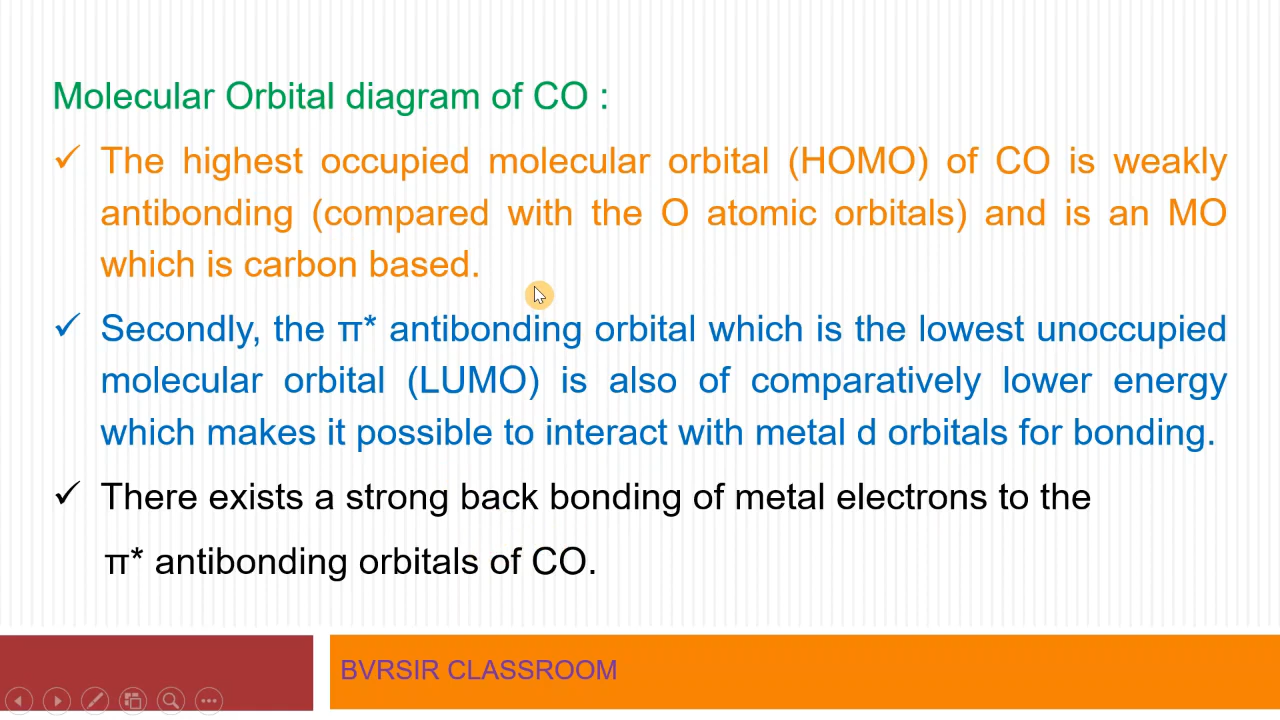 Molecular Orbital diagram of CO :
✓ The highest occupied molecular orbital (HOMO) of CO is weakly
antibonding (compared with the O atomic orbitals) and is an MO
which is carbon based.
✓ Secondly, the π* antibonding orbital which is the lowest unoccupied
molecular orbital (LUMO) is also of comparatively lower energy
which makes it possible to interact with metal d orbitals for bonding.
✓ There exists a strong back bonding of metal electrons to the
π* antibonding orbitals of CO.
BVRSIR CLASSROOM